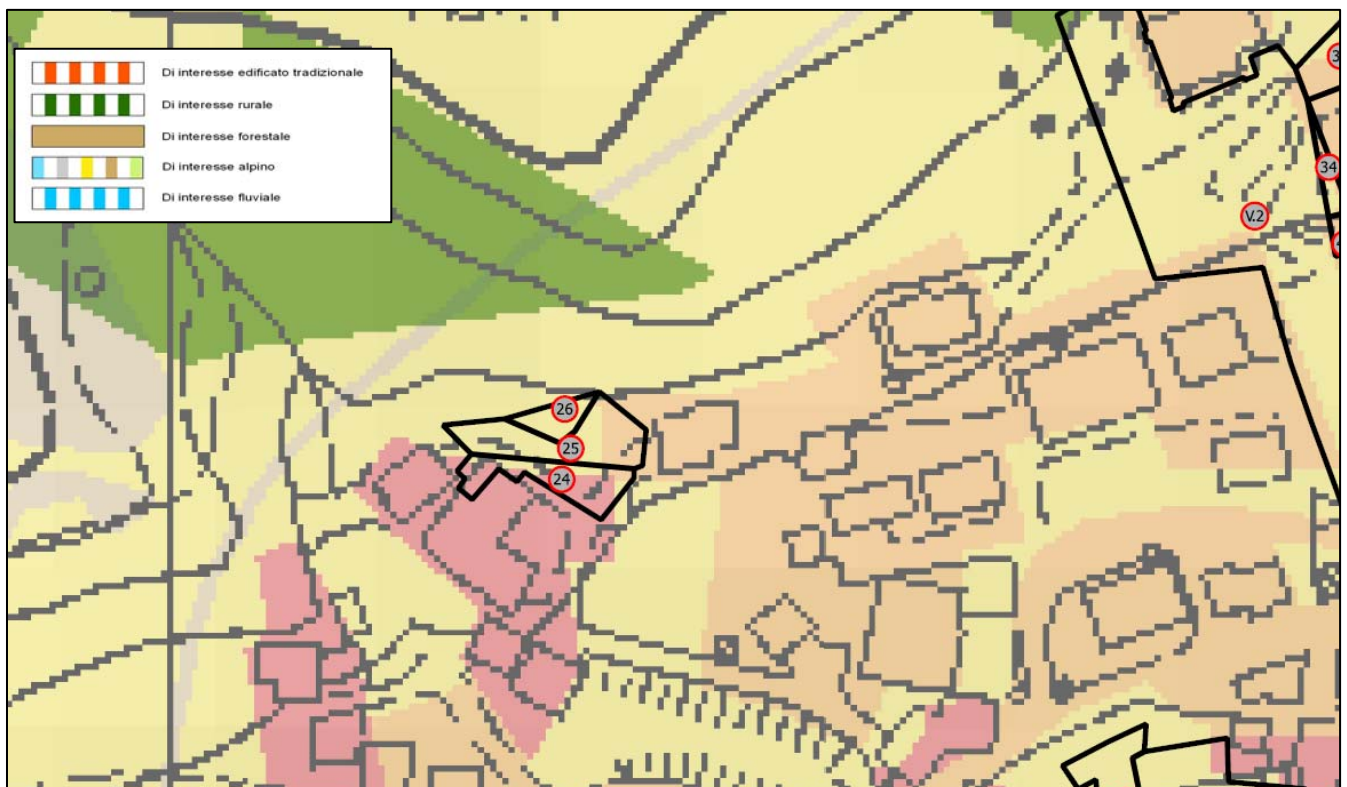 Di interesse edificato tradizionale
Di interesse rurale
Di interesse forestale
Di interesse alpino
Di interesse fluviale
34
V.2
26
25
24